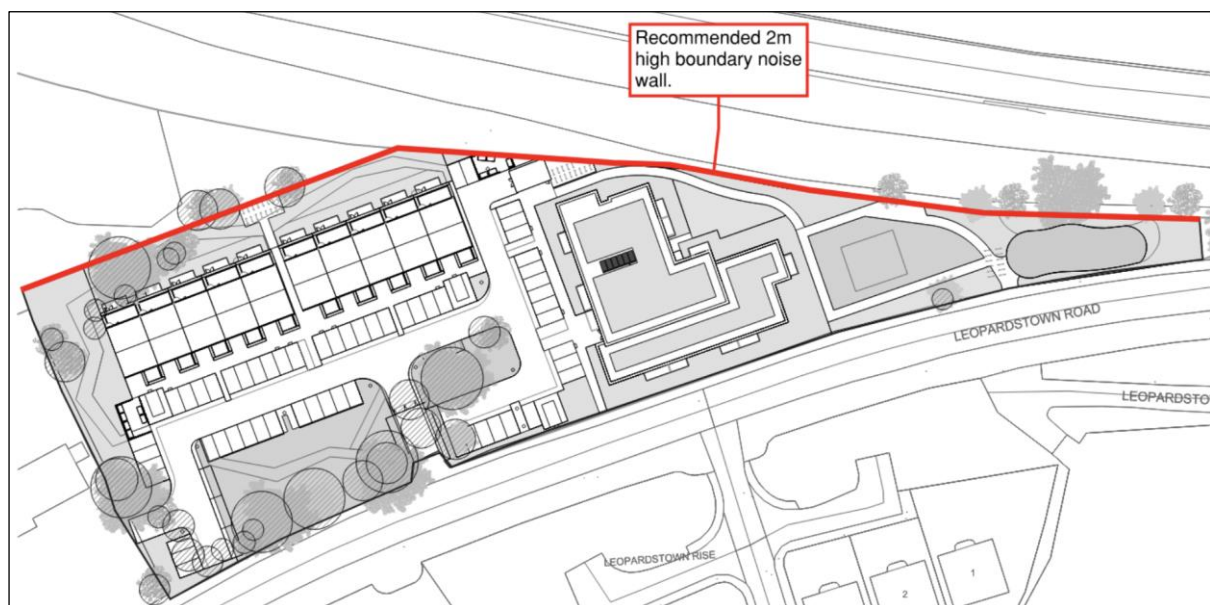 Recommended 2m
high boundary noise
wall.
LEOPARDSTOWN ROAD
LEOPARDSTO
LEOPARDSTOWN RISE
2
1